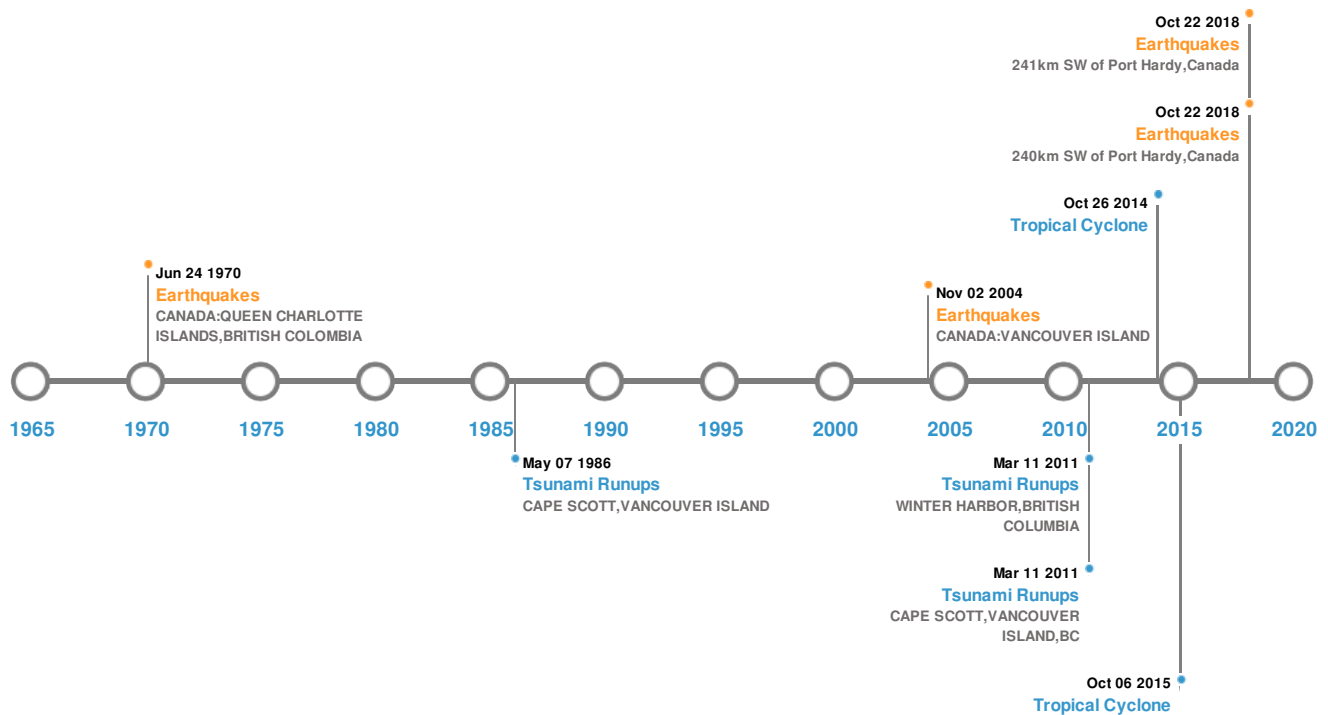 Oct 22 2018
Earthquakes
241km SW of Port Hardy,Canada
Oct 22 2018
Earthquakes
240km SW of Port Hardy,Canada
Oct 26 2014
Tropical Cyclone
Jun 24 1970
Earthquakes
CANADA:QUEEN CHARLOTTE
ISLANDS,BRITISH COLOMBIA
Nov 02 2004
Earthquakes
CANADA:VANCOUVER ISLAND
1965 1970 1975 1980 1985 1990 1995 2000 2005 2010 2015 2020
May 07 1986
Tsunami Runups
CAPE SCOTT,VANCOUVER ISLAND
Mar 11 2011
Tsunami Runups
WINTER HARBOR,BRITISH
COLUMBIA
Mar 11 2011
Tsunami Runups
CAPE SCOTT,VANCOUVER
ISLAND,BC
Oct 06 2015
Tropical Cyclone